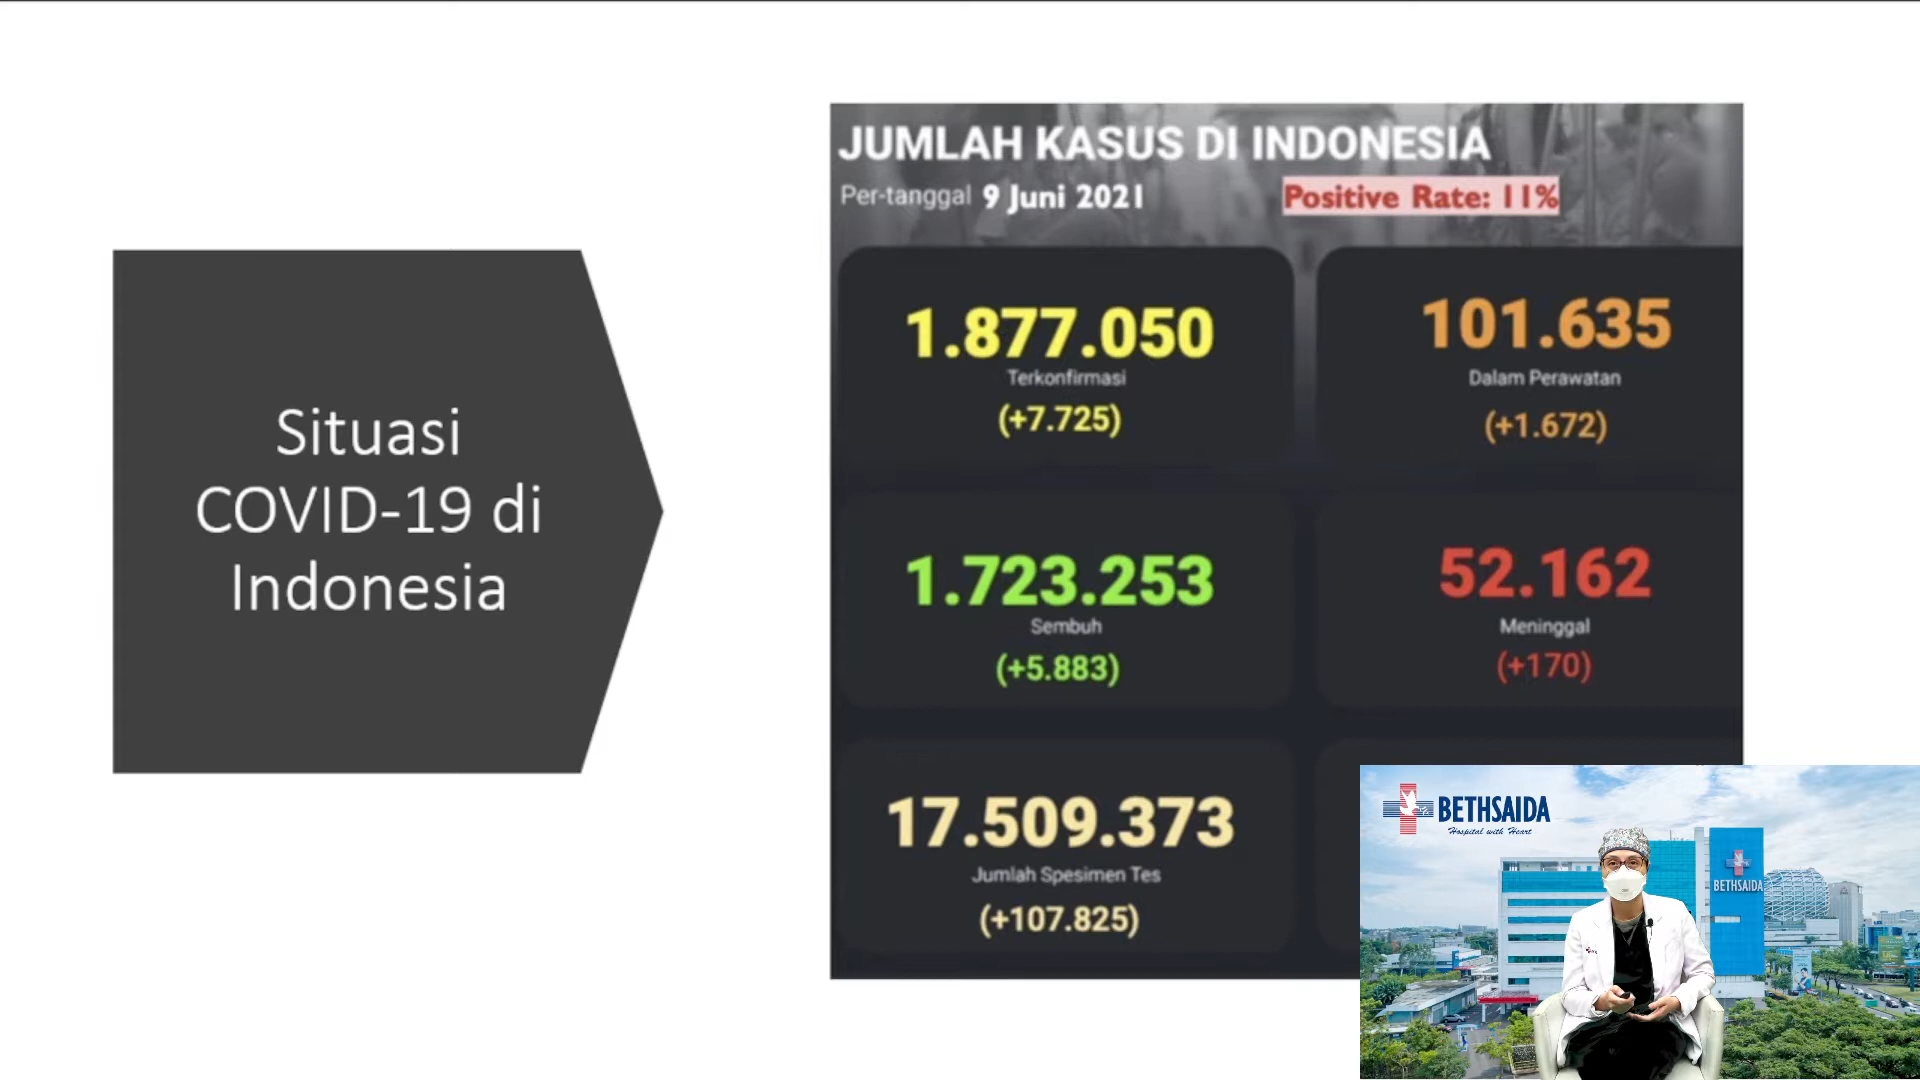 Situasi
COVID-19 di
Indonesia
JUMLAH KASUS DI INDONESIA
Per-tanggal 9 Juni 2021
Positive Rate: 11%
1.877.050
Terkonfirmasi
(+7.725)
101.635
Dalam Perawatan
(+1.672)
1.723.253
Sembuh
(+5.883)
52.162
Meninggal
(+170)
17.509.373
Jumlah Spesimen Tes
(+107.825)
BETHSAIDA
Hospital with Heart
BETHSAIDA